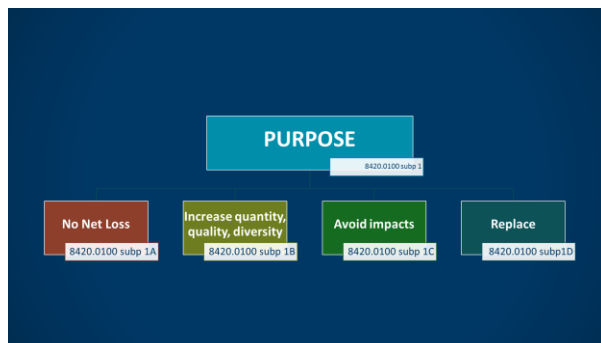 PURPOSE
8420.0100 subp 1
No Net Loss
8420.0100 subp 1A
Increase quantity,
quality, diversity
8420.0100 subp 1B
Avoid impacts
8420.0100 subp 1C
Replace
8420.0100 subp1D